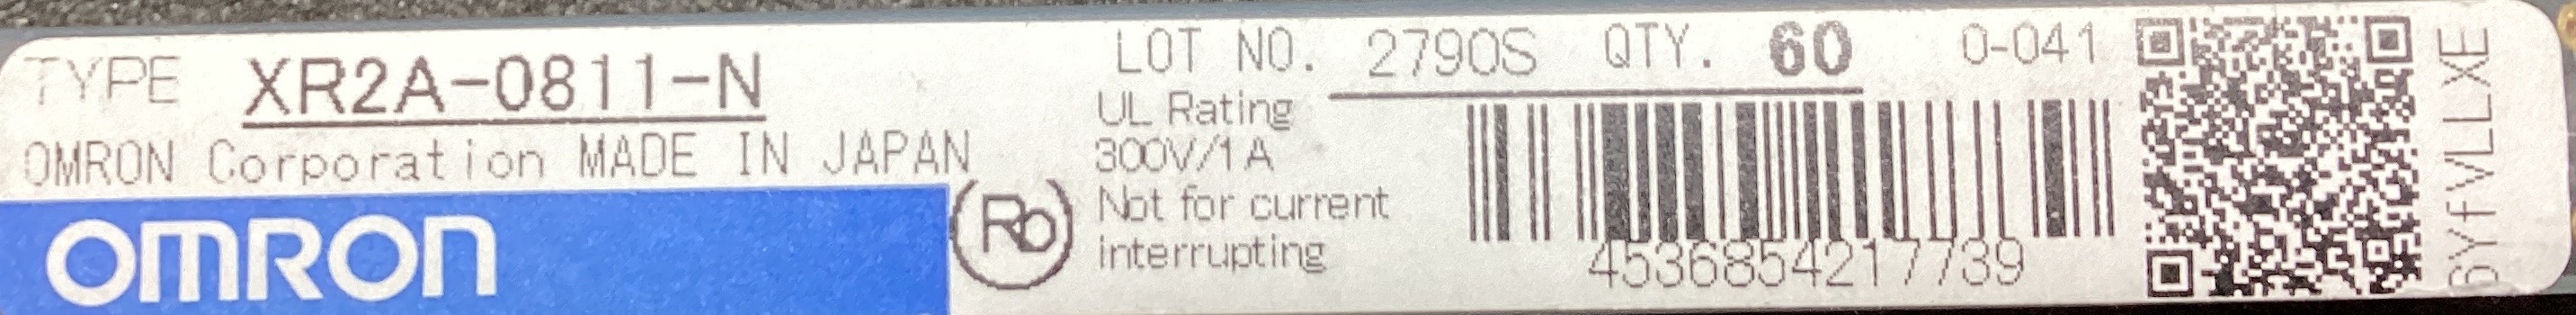 TYPE XR2A-0811-N
OMRON Corporation MADE IN JAPAN
OMRON
LOT NO. 2790S QTY. 60 0-041
UL Rating
300V/1A
Not for current
interrupting
4536854217739
6YFVLLXE